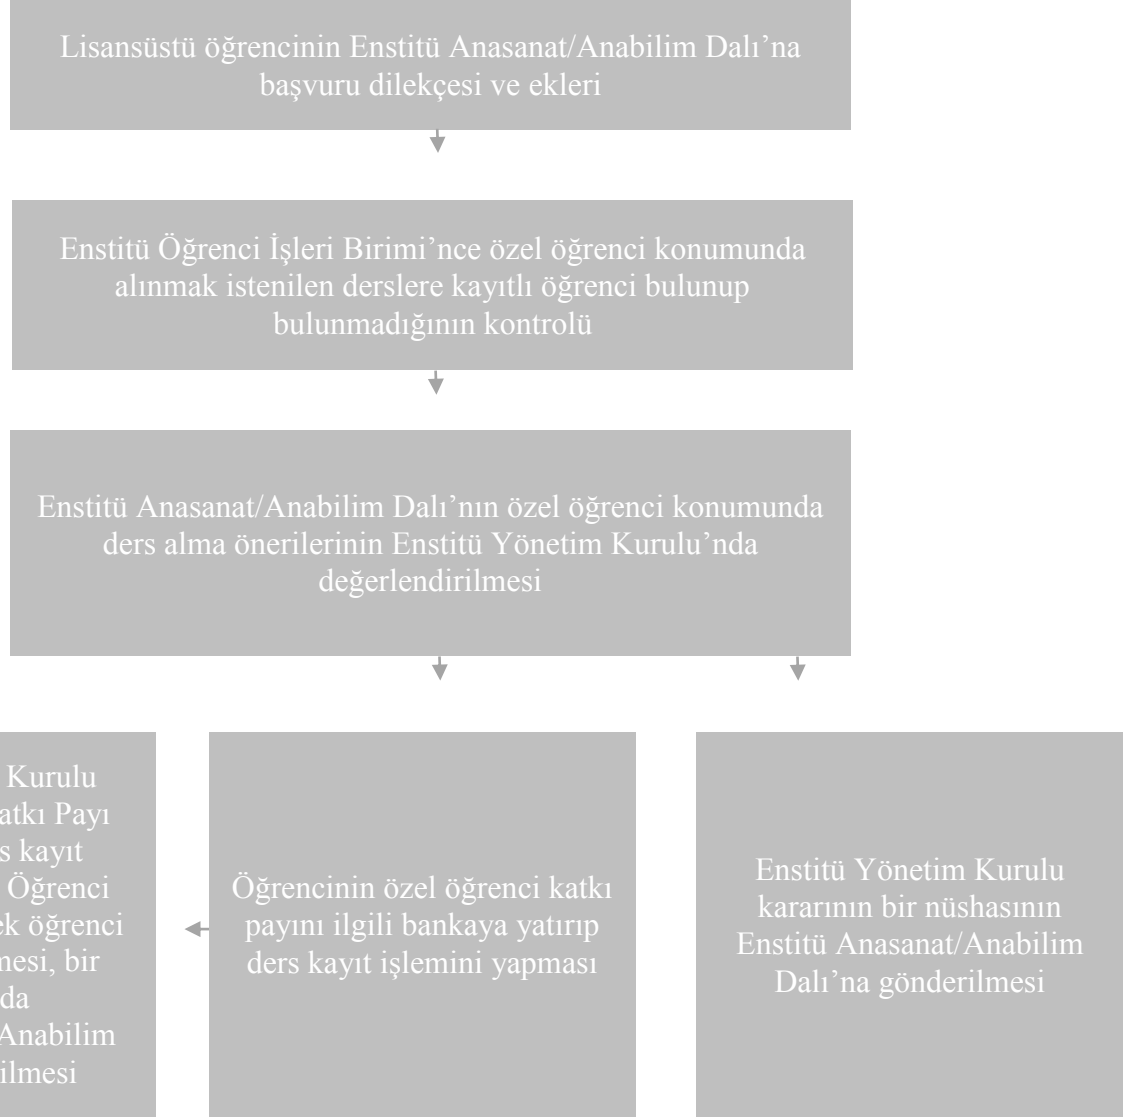 Lisansüstü öğrencinin Enstitü Anasanat/Anabilim Dalı’na
başvuru dilekçesi ve ekleri
Enstitü Öğrenci İşleri Birimi’nce özel öğrenci konumunda
alınmak istenilen derslere kayıtlı öğrenci bulunup
bulunmadığının kontrolü
Enstitü Anasanat/Anabilim Dalı’nın özel öğrenci konumunda
ders alma önerilerinin Enstitü Yönetim Kurulu’nda
değerlendirilmesi
Kurulu
Payı
kayıt
Öğrenci
öğrenci
bir
da
Anabilim
Öğrencinin özel öğrenci katkı
payını ilgili bankaya yatırıp
ders kayıt işlemini yapması
Enstitü Yönetim Kurulu
kararının bir nüshasının
Enstitü Anasanat/Anabilim
Dalı’na gönderilmesi